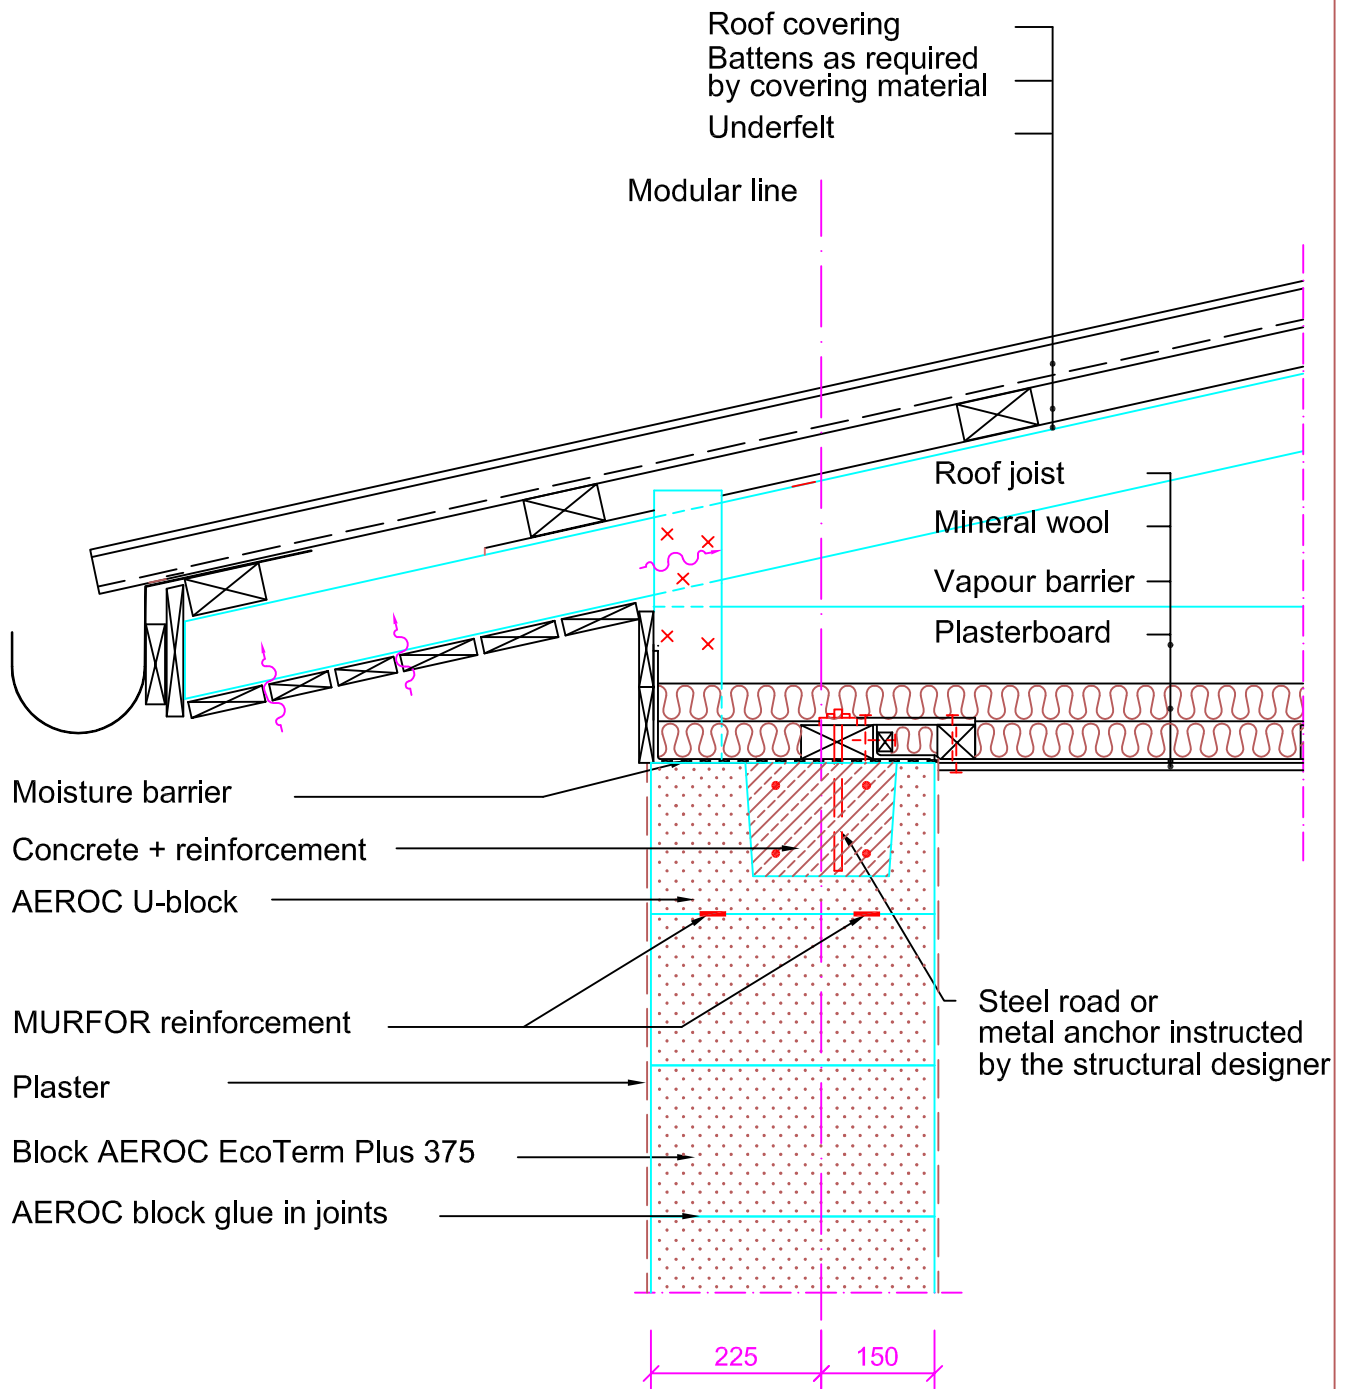 Roof covering
Battens as required
by covering material
Underfelt
Modular line
Roof joist
Mineral wool
Vapour barrier
Plasterboard
Moisture barrier
Concrete + reinforcement
AEROC U-block
MURFOR reinforcement
Steel road or
metal anchor instructed
by the structural designer
Plaster
Block AEROC EcoTerm Plus 375
AEROC block glue in joints
225
150